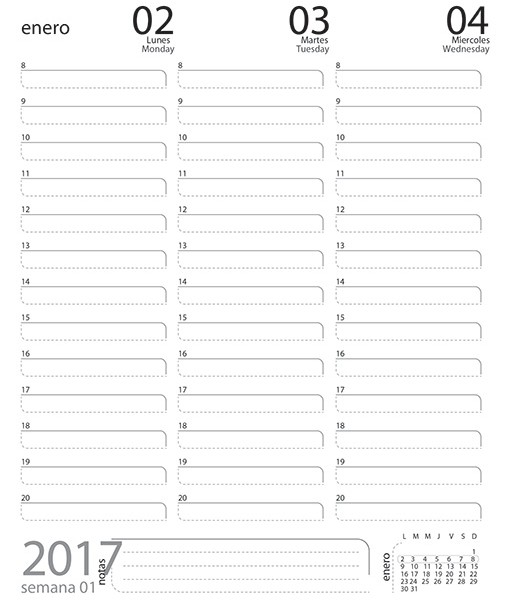 enero
02
Lunes
Monday
03
Martes
Tuesday
04
Miercoles
Wednesday
8 8 8
9 9 9
10 10 10
11 11 11
12 12 12
13 13 13
14 14 14
15 15 15
16 16 16
17 17 17
18 18 18
19 19 19
20 20 20
2017
semana 01
notas
enero
L M M J V S D
1
2 3 4 5 6 7 8
9 10 11 12 13 14 15
16 17 18 19 20 21 22
23 24 25 26 27 28 29
30 31